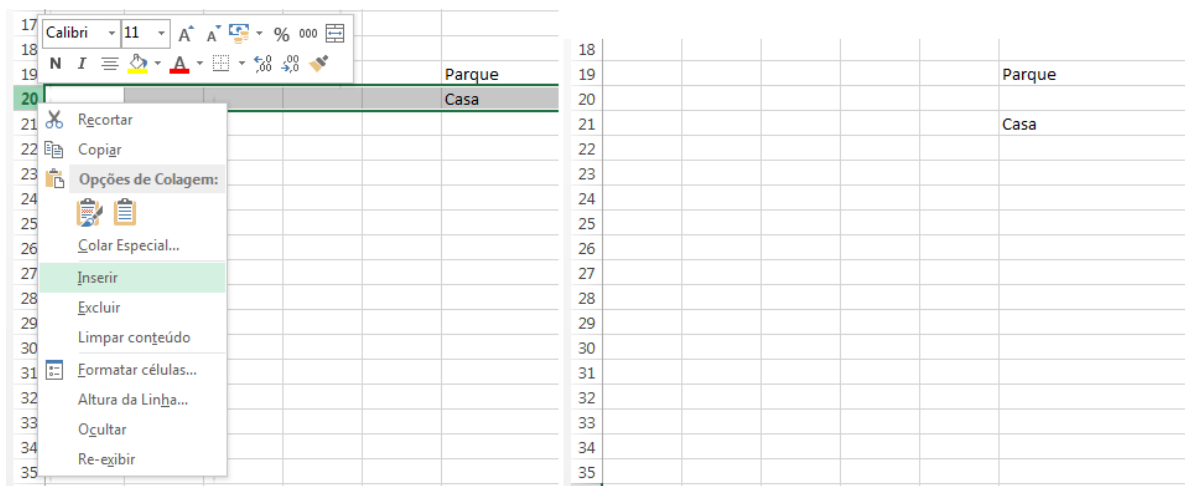 17
Calibri 11 A A % 000
18
N I A ,00 ,00
19 Parque
20 Casa
21 Recortar
22 Copiar
23 Opções de Colagem:
24
25
26 Colar Especial...
27 Inserir
28 Excluir
29 Limpar conteúdo
30
31 Formatar células...
32 Altura da Linha...
33 Ocultar
34 Re-exibir
35
18
19 Parque
20
21 Casa
22
23
24
25
26
27
28
29
30
31
32
33
34
35